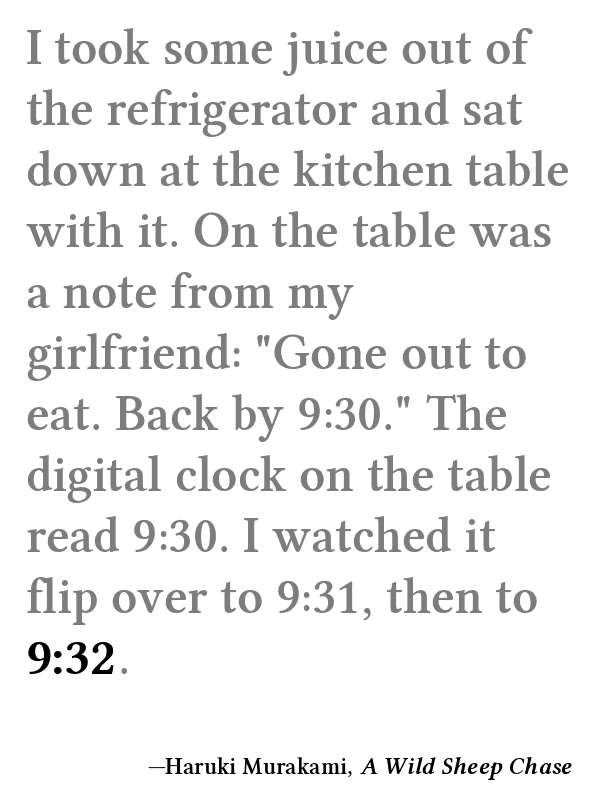 I took some juice out of
the refrigerator and sat
down at the kitchen table
with it. On the table was
a note from my
girlfriend: "Gone out to
eat. Back by 9:30." The
digital clock on the table
read 9:30. I watched it
flip over to 9:31, then to
9:32.
—Haruki Murakami, A Wild Sheep Chase